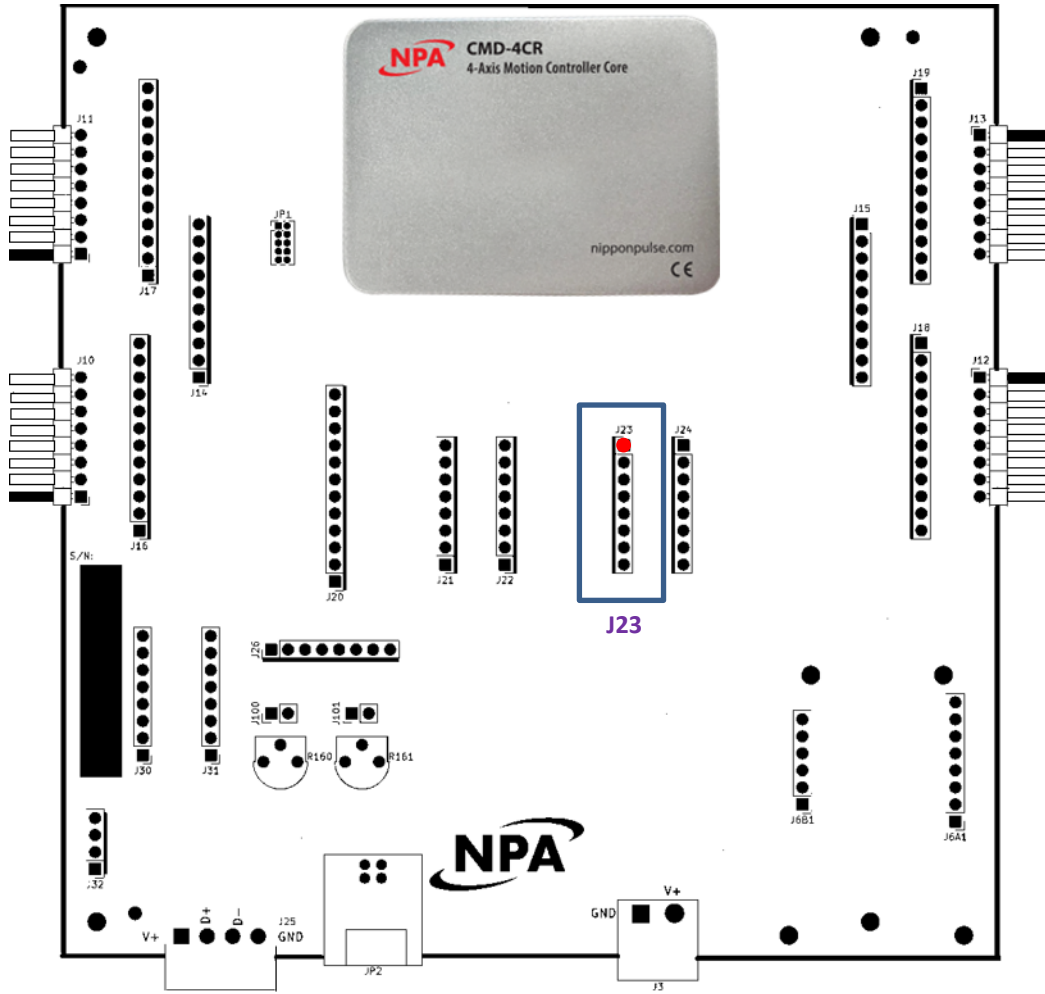 NPA
CMD-4CR
4-Axis Motion Controller Core
nipponpulse.com
CE
J19
J11
J13
J15
JP1
J17
J18
J10
J12
J14
J23
J24
J16
S/N:
J21
J22
J20
J23
J26
J100
J101
R160
R161
J30
J31
J6B1
J6A1
NPA
J32
V+
D+
D-
J25
GND
GND
V+
JP2
J3